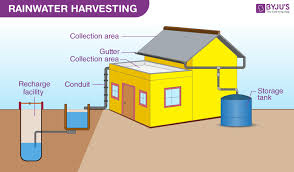 RAINWATER HARVESTING
BYJU'S
The Learning App
Collection area
Gutter
Collection area
Recharge
facility
Conduit
Storage
tank